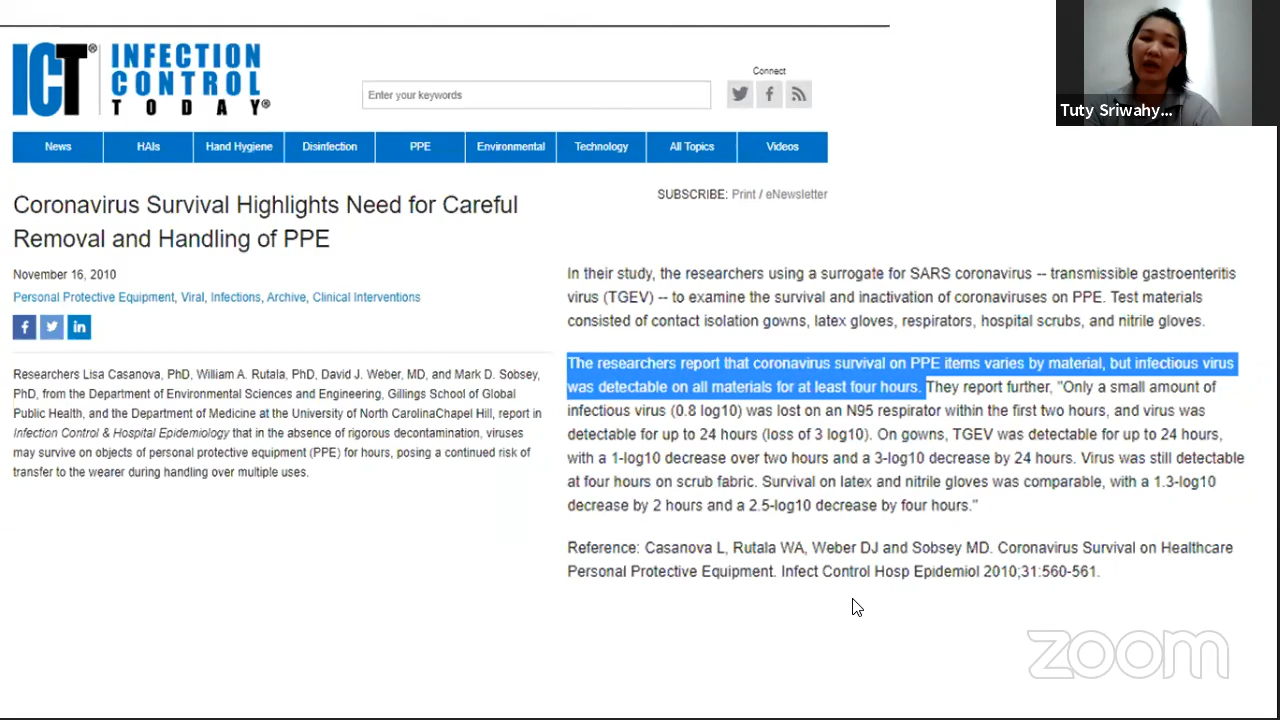 ICT® INFECTION
CONTROL
TODAY®
Enter your keywords
Connect
Tuty Sriwahy...
News HAIs Hand Hygiene Disinfection PPE Environmental Technology All Topics Videos
SUBSCRIBE: Print / eNewsletter
Coronavirus Survival Highlights Need for Careful
Removal and Handling of PPE
November 16, 2010
Personal Protective Equipment, Viral, Infections, Archive, Clinical Interventions
Researchers Lisa Casanova, PhD, William A. Rutala, PhD, David J. Weber, MD, and Mark D. Sobsey,
PhD, from the Department of Environmental Sciences and Engineering, Gillings School of Global
Public Health, and the Department of Medicine at the University of North CarolinaChapel Hill, report in
Infection Control & Hospital Epidemiology that in the absence of rigorous decontamination, viruses
may survive on objects of personal protective equipment (PPE) for hours, posing a continued risk of
transfer to the wearer during handling over multiple uses.
In their study, the researchers using a surrogate for SARS coronavirus -- transmissible gastroenteritis
virus (TGEV) -- to examine the survival and inactivation of coronaviruses on PPE. Test materials
consisted of contact isolation gowns, latex gloves, respirators, hospital scrubs, and nitrile gloves.
The researchers report that coronavirus survival on PPE items varies by material, but infectious virus
was detectable on all materials for at least four hours. They report further, "Only a small amount of
infectious virus (0.8 log10) was lost on an N95 respirator within the first two hours, and virus was
detectable for up to 24 hours (loss of 3 log10). On gowns, TGEV was detectable for up to 24 hours,
with a 1-log10 decrease over two hours and a 3-log10 decrease by 24 hours. Virus was still detectable
at four hours on scrub fabric. Survival on latex and nitrile gloves was comparable, with a 1.3-log10
decrease by 2 hours and a 2.5-log10 decrease by four hours."
Reference: Casanova L, Rutala WA, Weber DJ and Sobsey MD. Coronavirus Survival on Healthcare
Personal Protective Equipment. Infect Control Hosp Epidemiol 2010;31:560-561.
zoom